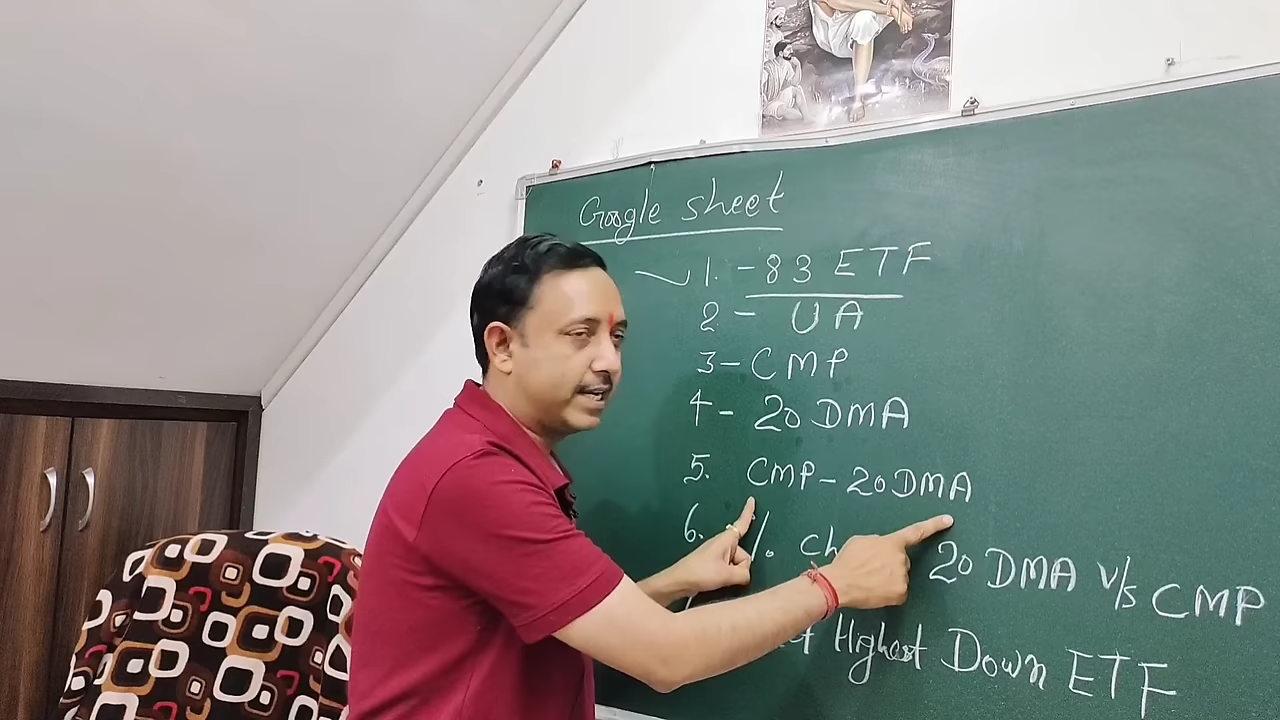 Google sheet
1. - 83 ETF
2 - UA
3 - CMP
4 - 20 DMA
5. CMP - 20 DMA
6. % 20 DMA v/s CMP
Highest Down ETF